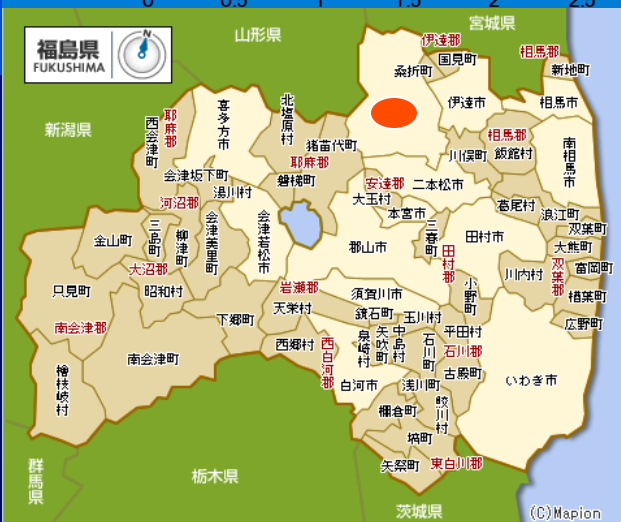 0 0.5 1 1.5 2 2.5
宮城県
山形県
福島県
FUKUSHIMA
N
伊達郡
国見町
相馬郡
桑折町
新地町
伊達市
相馬市
新潟県
喜多方市
北塩原村
耶麻郡
西会津町
猪苗代町
耶麻郡
相馬郡
飯舘村
川俣町
南相馬市
会津坂下町
磐梯町
湯川村
安達郡
二本松市
大玉村
本宮市
河沼郡
葛尾村
浪江町
双葉町
大熊町
富岡町
楢葉町
広野町
双葉郡
川内村
金山町
三島町
柳津町
会津美里町
会津若松市
郡山市
三春町
田村市
田村郡
小野町
大沼郡
昭和村
只見町
岩瀬郡
須賀川市
天栄村
鏡石町
玉川村
平田村
南会津郡
下郷町
西郷村
西白河郡
泉崎村
矢吹町
中島村
石川町
石川郡
古殿町
南会津町
檜枝岐村
白河市
浅川町
鮫川村
棚倉町
塙町
矢祭町
東白川郡
いわき市
群馬県
栃木県
茨城県
(C)Mapion